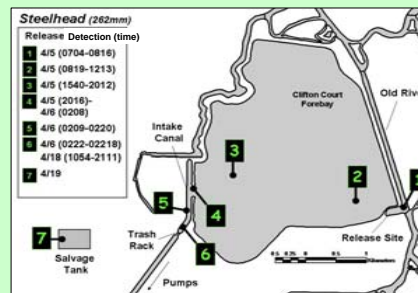 Steelhead (262mm)
Release Detection (time)
1 4/5 (0704-0816)
2 4/5 (0819-1213)
3 4/5 (1540-2012)
4 4/5 (2016)-
4/6 (0208)
5 4/6 (0209-0220)
6 4/6 (0222-02218)
4/18 (1054-2111)
7 4/19
Clifton Court
Forebay
Old Rive
Intake
Canal
3
2
5
4
Release Site
Trash
Rack
6
7
Salvage
Tank
Pumps